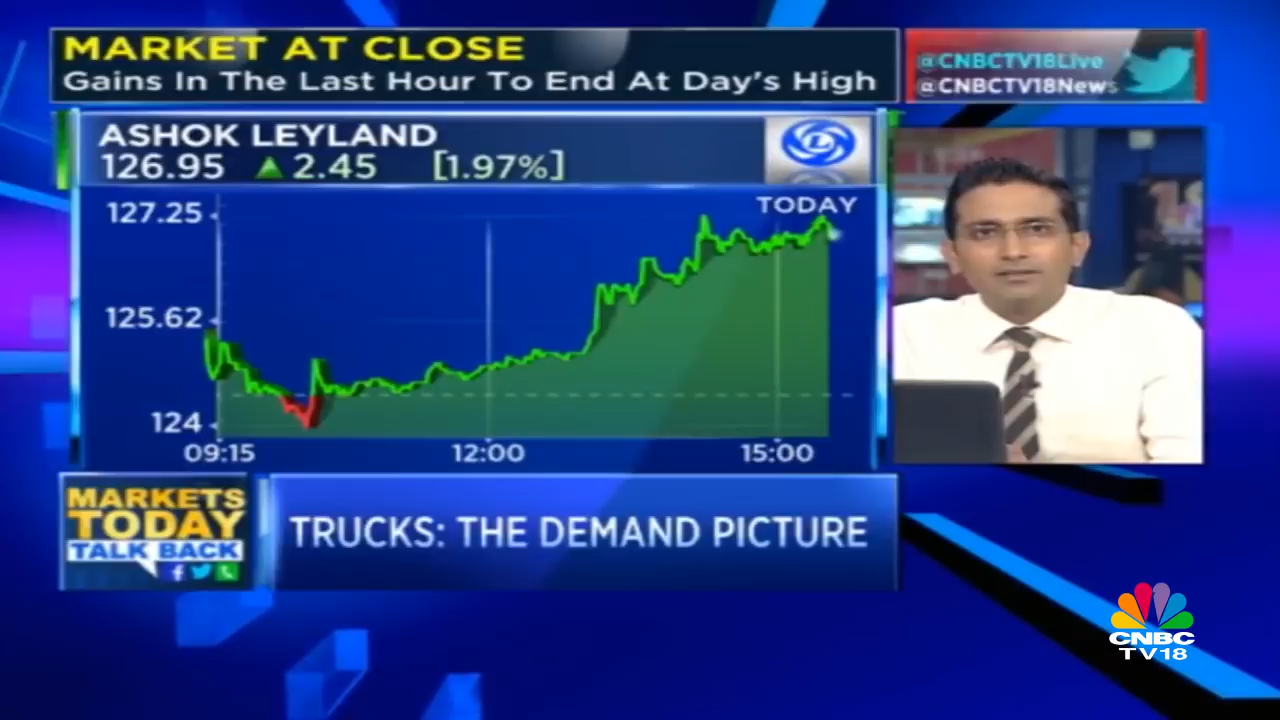 MARKET AT CLOSE
Gains In The Last Hour To End At Day's High
@CNBCTV18Live
@CNBCTV18News
ASHOK LEYLAND
126.95 ▲ 2.45 [1.97%]
L
TODAY
127.25
125.62
124
09:15 12:00 15:00
MARKETS
TODAY
TALK BACK
f
TRUCKS: THE DEMAND PICTURE
CNBC
TV18